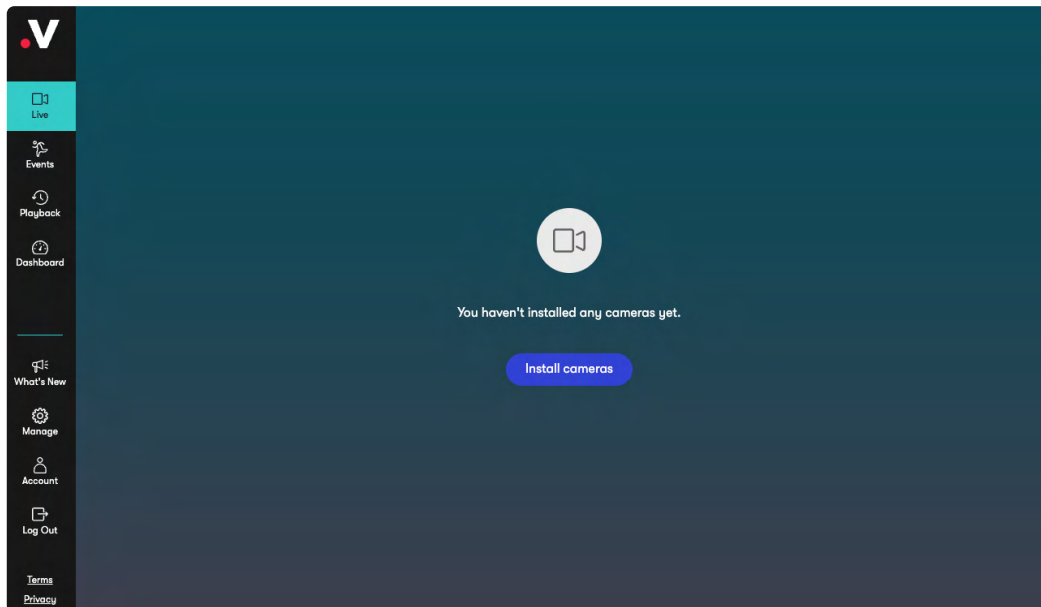 .V
Live
Events
Playback
Dashboard
What's New
Manage
Account
Log Out
Terms
Privacy
You haven't installed any cameras yet.
Install cameras